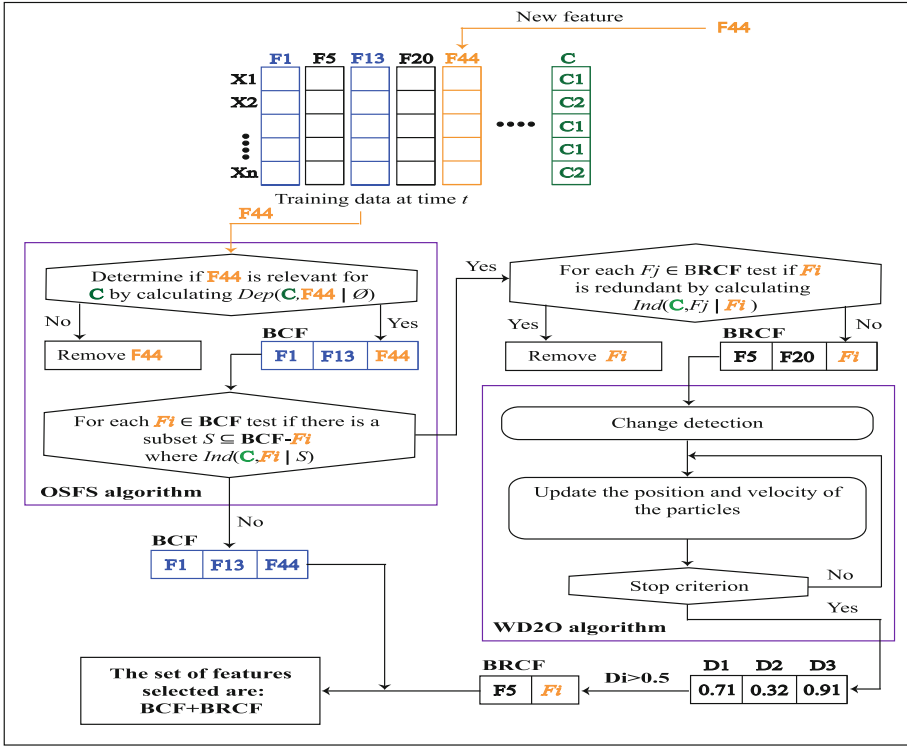 New feature
F44
F1 F5 F13 F20 F44 C
X1 C1
X2 C2
C1
C1
Xn C2
Training data at time t
F44
Determine if F44 is relevant for
C by calculating Dep(C,F44 | Ø)
No
Yes
Remove F44
BCF
F1 F13 F44
For each Fi ∈ BCF test if there is a
subset S ⊆ BCF-Fi
where Ind(C,Fi | S)
OSFS algorithm
Yes
For each Fj ∈ BRCF test if Fi
is redundant by calculating
Ind(C,Fj | Fi )
Yes
No
Remove Fi
BRCF
F5 F20 Fi
Change detection
Update the position and velocity of
the particles
Stop criterion
No
Yes
WD2O algorithm
No
BCF
F1 F13 F44
D1 D2 D3
0.71 0.32 0.91
Di>0.5
BRCF
F5 Fi
The set of features
selected are:
BCF+BRCF